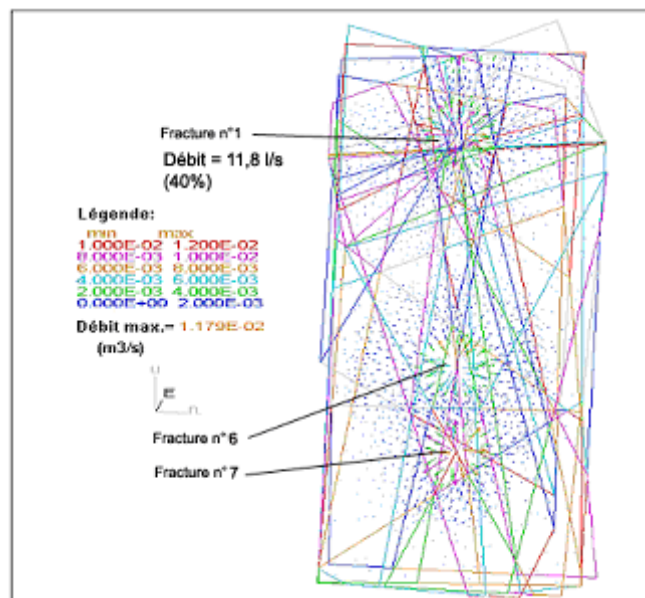 Fracture n°1
Débit = 11,8 l/s
(40%)
Légende:
min max
1.000E-02 1.200E-02
8.000E-03 1.000E-02
6.000E-03 8.000E-03
4.000E-03 6.000E-03
2.000E-03 4.000E-03
0.000E+00 2.000E-03
Débit max.= 1.179E-02
(m3/s)
Fracture n°6
Fracture n°7